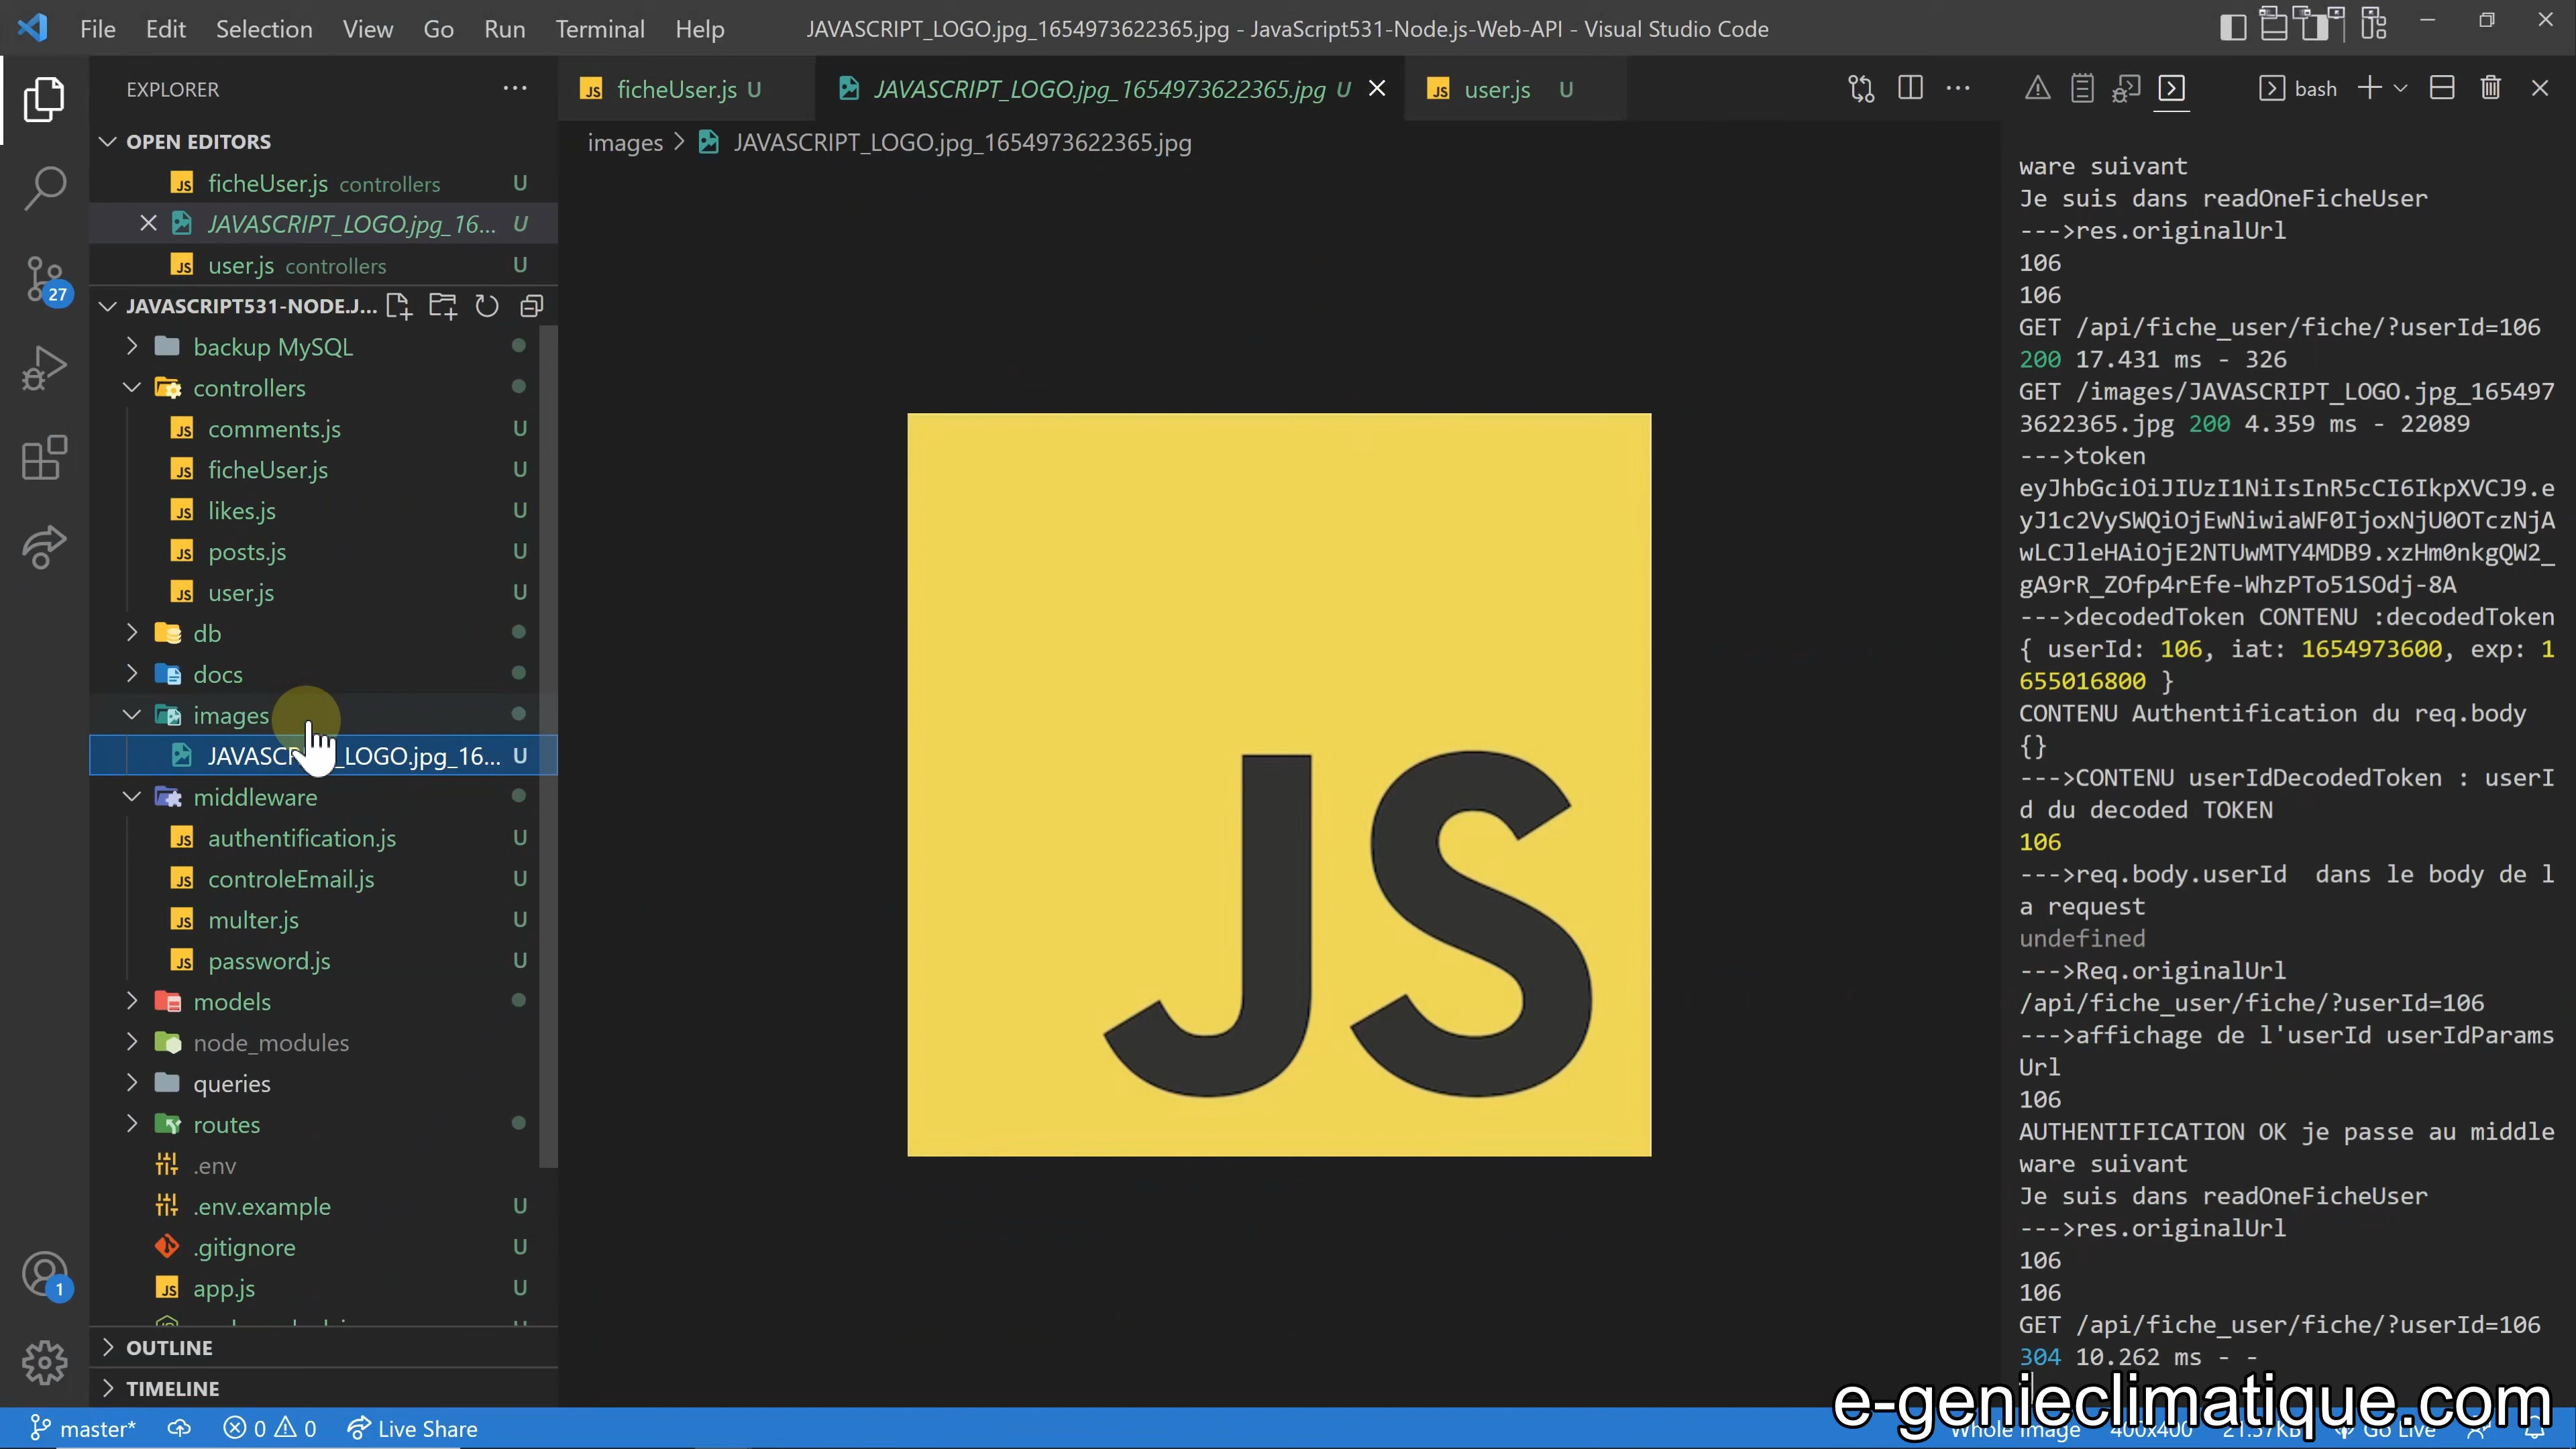 File Edit Selection View Go Run Terminal Help
JAVASCRIPT_LOGO.jpg_1654973622365.jpg - JavaScript531-Node.js-Web-API - Visual Studio Code
EXPLORER
OPEN EDITORS
ficheUser.js controllers U
JAVASCRIPT_LOGO.jpg_16... U
user.js controllers U
JAVASCRIPT531-NODE.J...
backup MySQL
controllers
comments.js U
ficheUser.js U
likes.js U
posts.js U
user.js U
db
docs
images
JAVASCRIPT_LOGO.jpg_16... U
middleware
authentification.js U
controleEmail.js U
multer.js U
password.js U
models
node_modules
queries
routes
.env
.env.example U
.gitignore U
app.js U
OUTLINE
TIMELINE
27
1
ficheUser.js U
JAVASCRIPT_LOGO.jpg_1654973622365.jpg U
user.js U
images > JAVASCRIPT_LOGO.jpg_1654973622365.jpg
JS
bash
ware suivant
Je suis dans readOneFicheUser
--->res.originalUrl
106
106
GET /api/fiche_user/fiche/?userId=106
200 17.431 ms - 326
GET /images/JAVASCRIPT_LOGO.jpg_165497
3622365.jpg 200 4.359 ms - 22089
--->token
eyJhbGciOiJIUzI1NiIsInR5cCI6IkpXVCJ9.e
yJ1c2VySWQiOjEwNiwiaWF0IjoxNjU0OTczNjA
wLCJleHAiOjE2NTUwMTY4MDB9.xzHm0nkgQW2_
gA9rR_ZOfp4rEfe-WhzPTo51SOdj-8A
--->decodedToken CONTENU :decodedToken
{ userId: 106, iat: 1654973600, exp: 1
655016800 }
CONTENU Authentification du req.body
{}
--->CONTENU userIdDecodedToken : userI
d du decoded TOKEN
106
--->req.body.userId  dans le body de l
a request
undefined
--->Req.originalUrl
/api/fiche_user/fiche/?userId=106
--->affichage de l'userId userIdParams
Url
106
AUTHENTIFICATION OK je passe au middle
ware suivant
Je suis dans readOneFicheUser
--->res.originalUrl
106
106
GET /api/fiche_user/fiche/?userId=106
304 10.262 ms - -
e-genieclimatique.com
master* 0 0 Live Share Whole Image 400x400 21.57KB Go Live